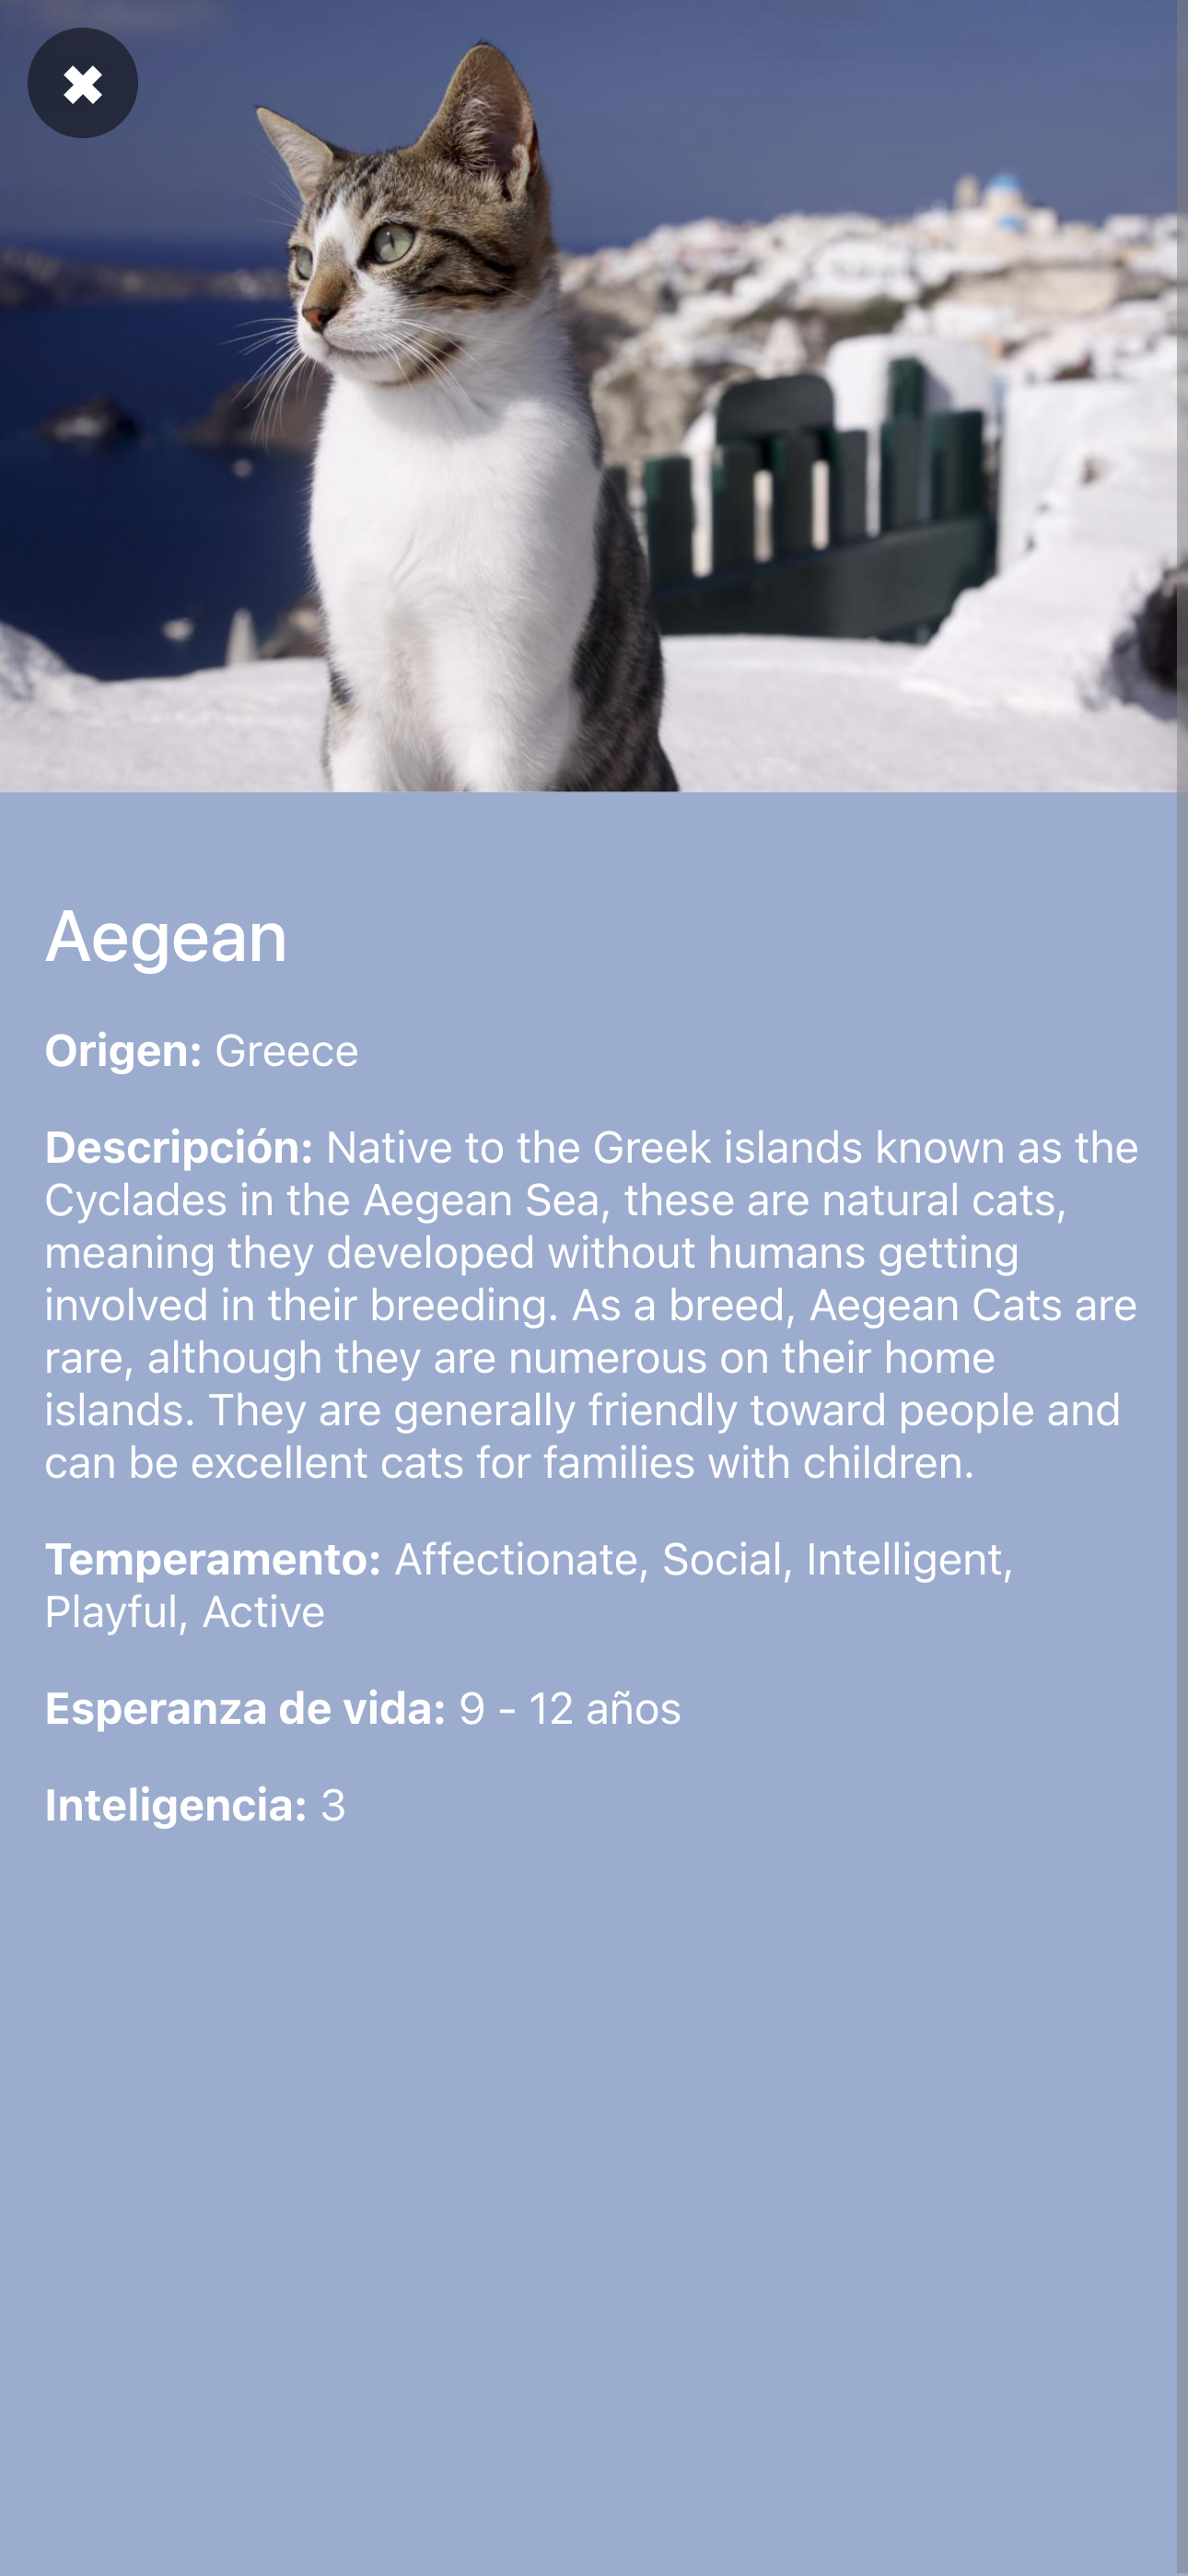 Aegean
Origen: Greece
Descripción: Native to the Greek islands known as the
Cyclades in the Aegean Sea, these are natural cats,
meaning they developed without humans getting
involved in their breeding. As a breed, Aegean Cats are
rare, although they are numerous on their home
islands. They are generally friendly toward people and
can be excellent cats for families with children.
Temperamento: Affectionate, Social, Intelligent,
Playful, Active
Esperanza de vida: 9 - 12 años
Inteligencia: 3